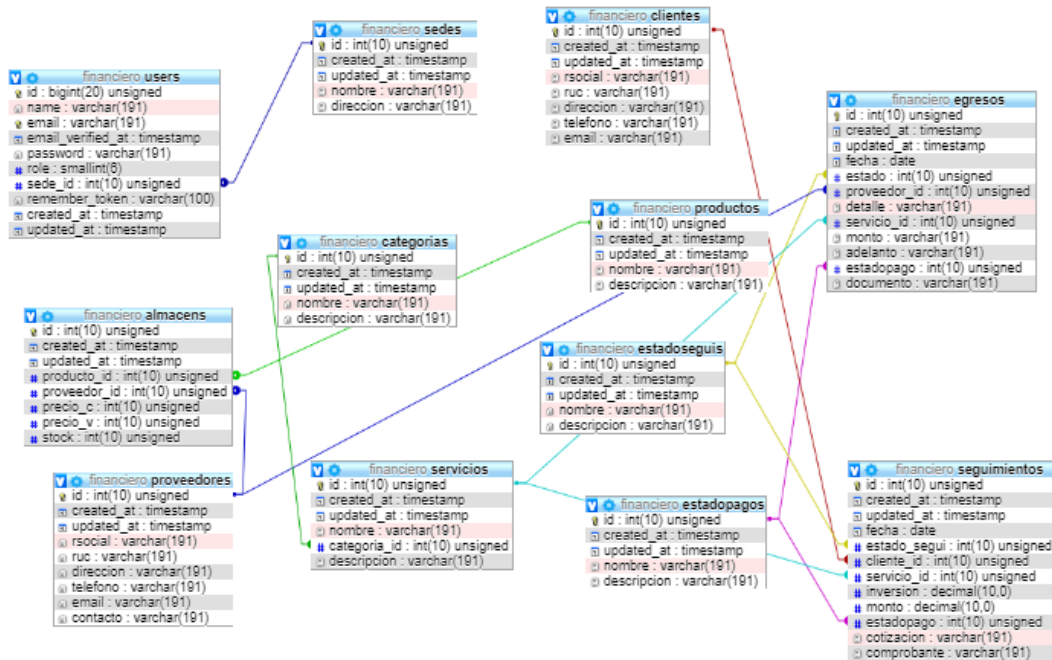 financiero users
id : bigint(20) unsigned
name : varchar(191)
email : varchar(191)
email_verified_at : timestamp
password : varchar(191)
role : smallint(6)
sede_id : int(10) unsigned
remember_token : varchar(100)
created_at : timestamp
updated_at : timestamp
financiero sedes
id : int(10) unsigned
created_at : timestamp
updated_at : timestamp
nombre : varchar(191)
direccion : varchar(191)
financiero clientes
id : int(10) unsigned
created_at : timestamp
updated_at : timestamp
rsocial : varchar(191)
ruc : varchar(191)
direccion : varchar(191)
telefono : varchar(191)
email : varchar(191)
financiero egresos
id : int(10) unsigned
created_at : timestamp
updated_at : timestamp
fecha : date
estado : int(10) unsigned
proveedor_id : int(10) unsigned
detalle : varchar(191)
servicio_id : int(10) unsigned
monto : varchar(191)
adelanto : varchar(191)
estadopago : int(10) unsigned
documento : varchar(191)
financiero productos
id : int(10) unsigned
created_at : timestamp
updated_at : timestamp
nombre : varchar(191)
descripcion : varchar(191)
financiero categorias
id : int(10) unsigned
created_at : timestamp
updated_at : timestamp
nombre : varchar(191)
descripcion : varchar(191)
financiero almacens
id : int(10) unsigned
created_at : timestamp
updated_at : timestamp
producto_id : int(10) unsigned
proveedor_id : int(10) unsigned
precio_c : int(10) unsigned
precio_v : int(10) unsigned
stock : int(10) unsigned
financiero estadoseguis
id : int(10) unsigned
created_at : timestamp
updated_at : timestamp
nombre : varchar(191)
descripcion : varchar(191)
financiero proveedores
id : int(10) unsigned
created_at : timestamp
updated_at : timestamp
rsocial : varchar(191)
ruc : varchar(191)
direccion : varchar(191)
telefono : varchar(191)
email : varchar(191)
contacto : varchar(191)
financiero servicios
id : int(10) unsigned
created_at : timestamp
updated_at : timestamp
nombre : varchar(191)
categoria_id : int(10) unsigned
descripcion : varchar(191)
financiero estadopagos
id : int(10) unsigned
created_at : timestamp
updated_at : timestamp
nombre : varchar(191)
descripcion : varchar(191)
financiero seguimientos
id : int(10) unsigned
created_at : timestamp
updated_at : timestamp
fecha : date
estado_segui : int(10) unsigned
cliente_id : int(10) unsigned
servicio_id : int(10) unsigned
inversion : decimal(10,0)
monto : decimal(10,0)
estadopago : int(10) unsigned
cotizacion : varchar(191)
comprobante : varchar(191)